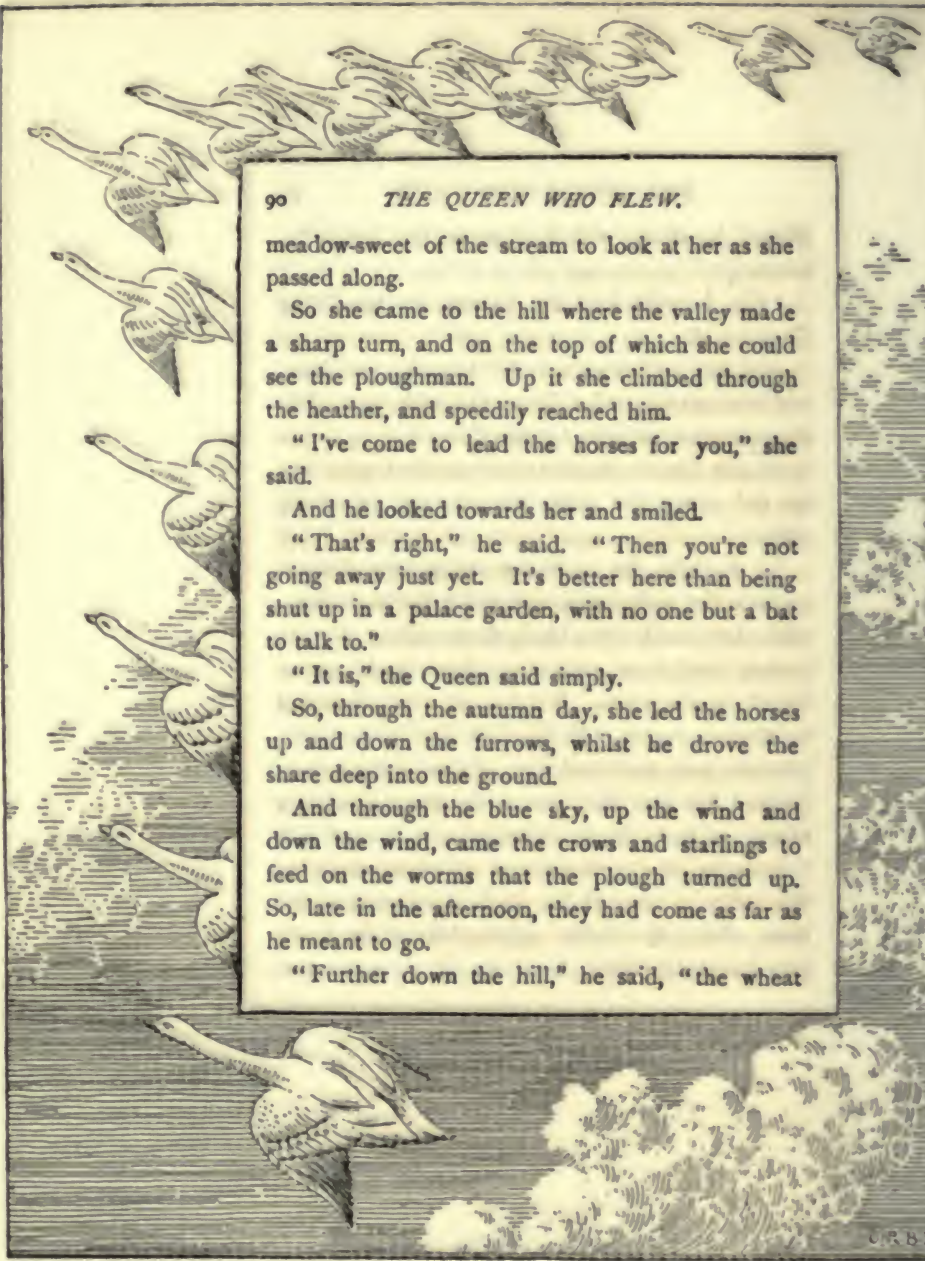 90 THE QUEEN WHO FLEW.
meadow-sweet of the stream to look at her as she
passed along.
So she came to the hill where the valley made
a sharp turn, and on the top of which she could
see the ploughman. Up it she climbed through
the heather, and speedily reached him.
"I've come to lead the horses for you," she
said.
And he looked towards her and smiled.
"That's right," he said. "Then you're not
going away just yet. It's better here than being
shut up in a palace garden, with no one but a bat
to talk to."
"It is," the Queen said simply.
So, through the autumn day, she led the horses
up and down the furrows, whilst he drove the
share deep into the ground.
And through the blue sky, up the wind and
down the wind, came the crows and starlings to
feed on the worms that the plough turned up.
So, late in the afternoon, they had come as far as
he meant to go.
"Further down the hill," he said, "the wheat